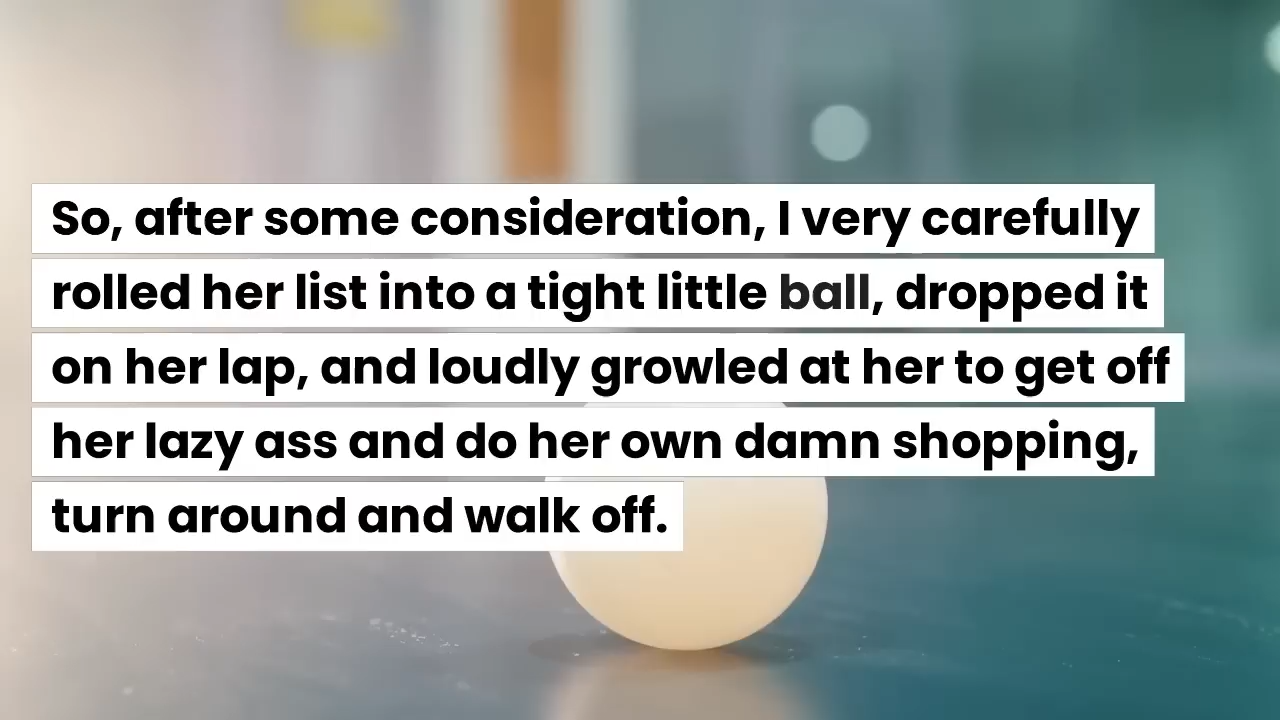 So, after some consideration, I very carefully
rolled her list into a tight little ball, dropped it
on her lap, and loudly growled at her to get off
her lazy ass and do her own damn shopping,
turn around and walk off.